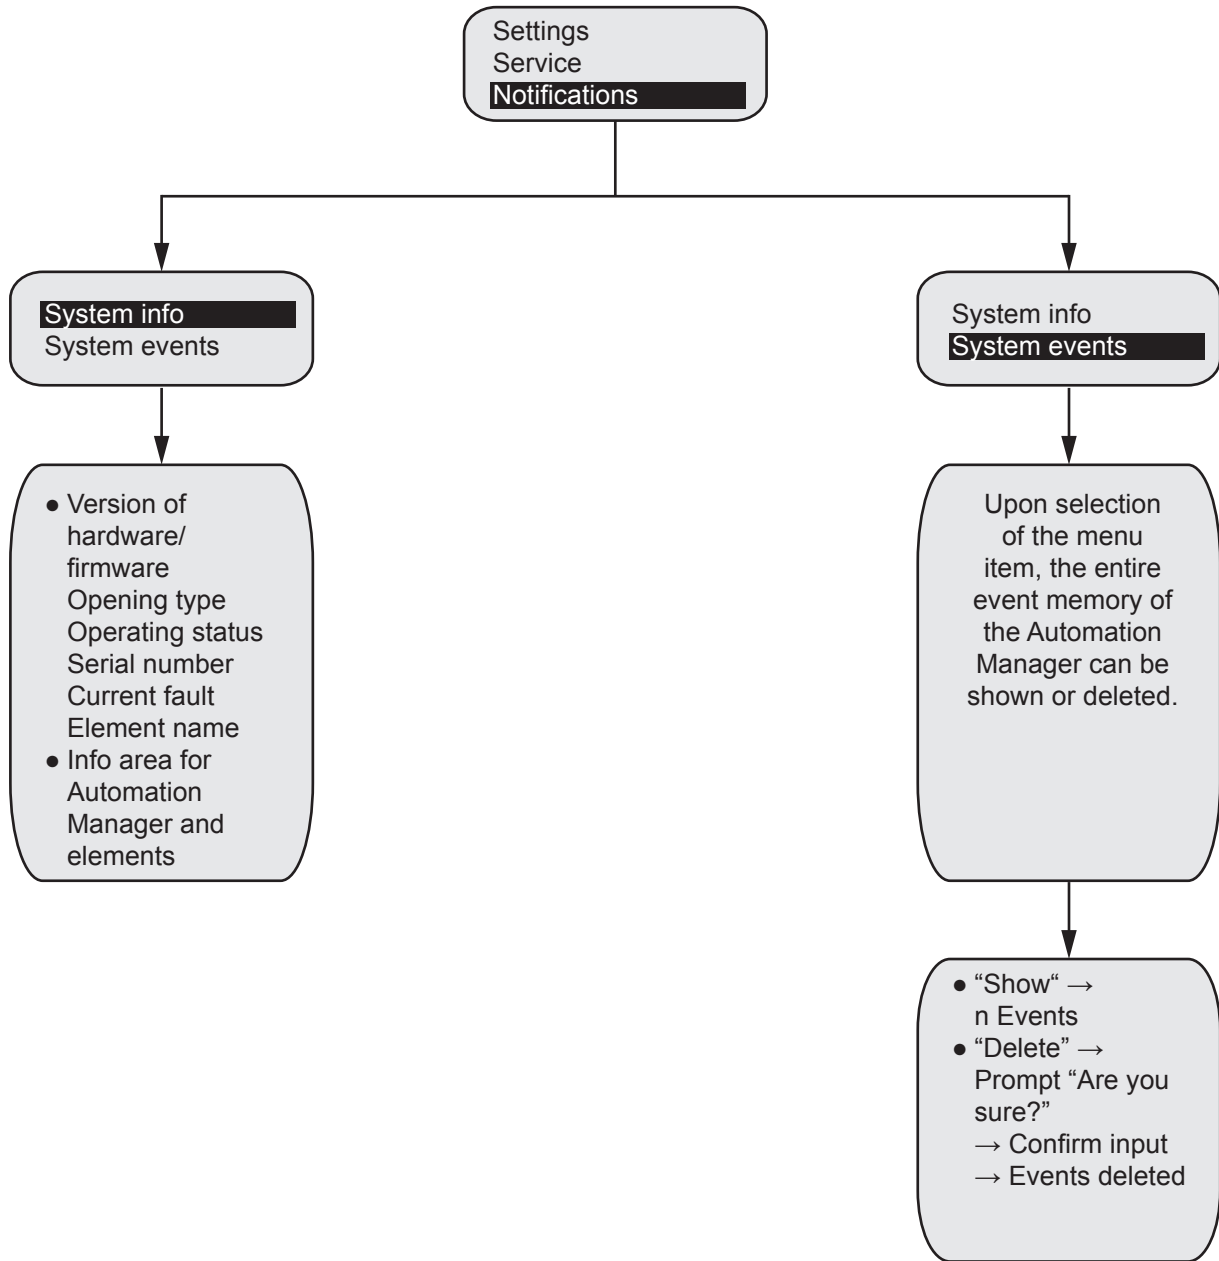 Settings
Service
Notifications
System info
System events
● Version of
hardware/
firmware
Opening type
Operating status
Serial number
Current fault
Element name
● Info area for
Automation
Manager and
elements
System info
System events
Upon selection
of the menu
item, the entire
event memory of
the Automation
Manager can be
shown or deleted.
● “Show“ →
n Events
● “Delete” →
Prompt “Are you
sure?”
→ Confirm input
→ Events deleted